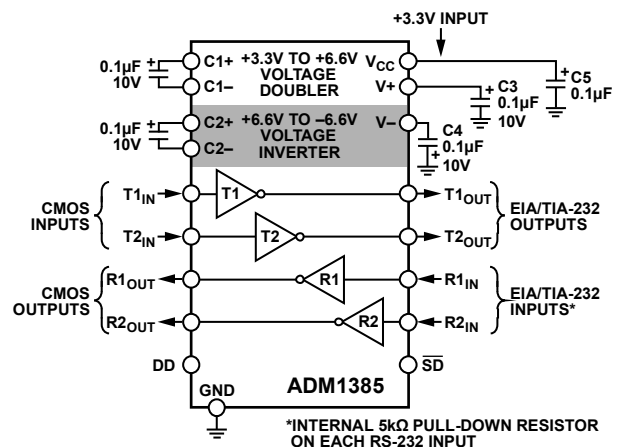 +3.3V INPUT
0.1µF
10V
+
C1+
C1–
+3.3V TO +6.6V
VOLTAGE
DOUBLER
VCC
V+
+ C3
0.1µF
10V
+ C5
0.1µF
0.1µF
10V
+
C2+
C2–
+6.6V TO –6.6V
VOLTAGE
INVERTER
V–
C4
0.1µF
+ 10V
CMOS
INPUTS
T1IN
T2IN
T1
T2
T1OUT
T2OUT
EIA/TIA-232
OUTPUTS
CMOS
OUTPUTS
R1OUT
R2OUT
R1
R2
R1IN
R2IN
EIA/TIA-232
INPUTS*
DD
SD
GND
ADM1385
*INTERNAL 5kΩ PULL-DOWN RESISTOR
ON EACH RS-232 INPUT